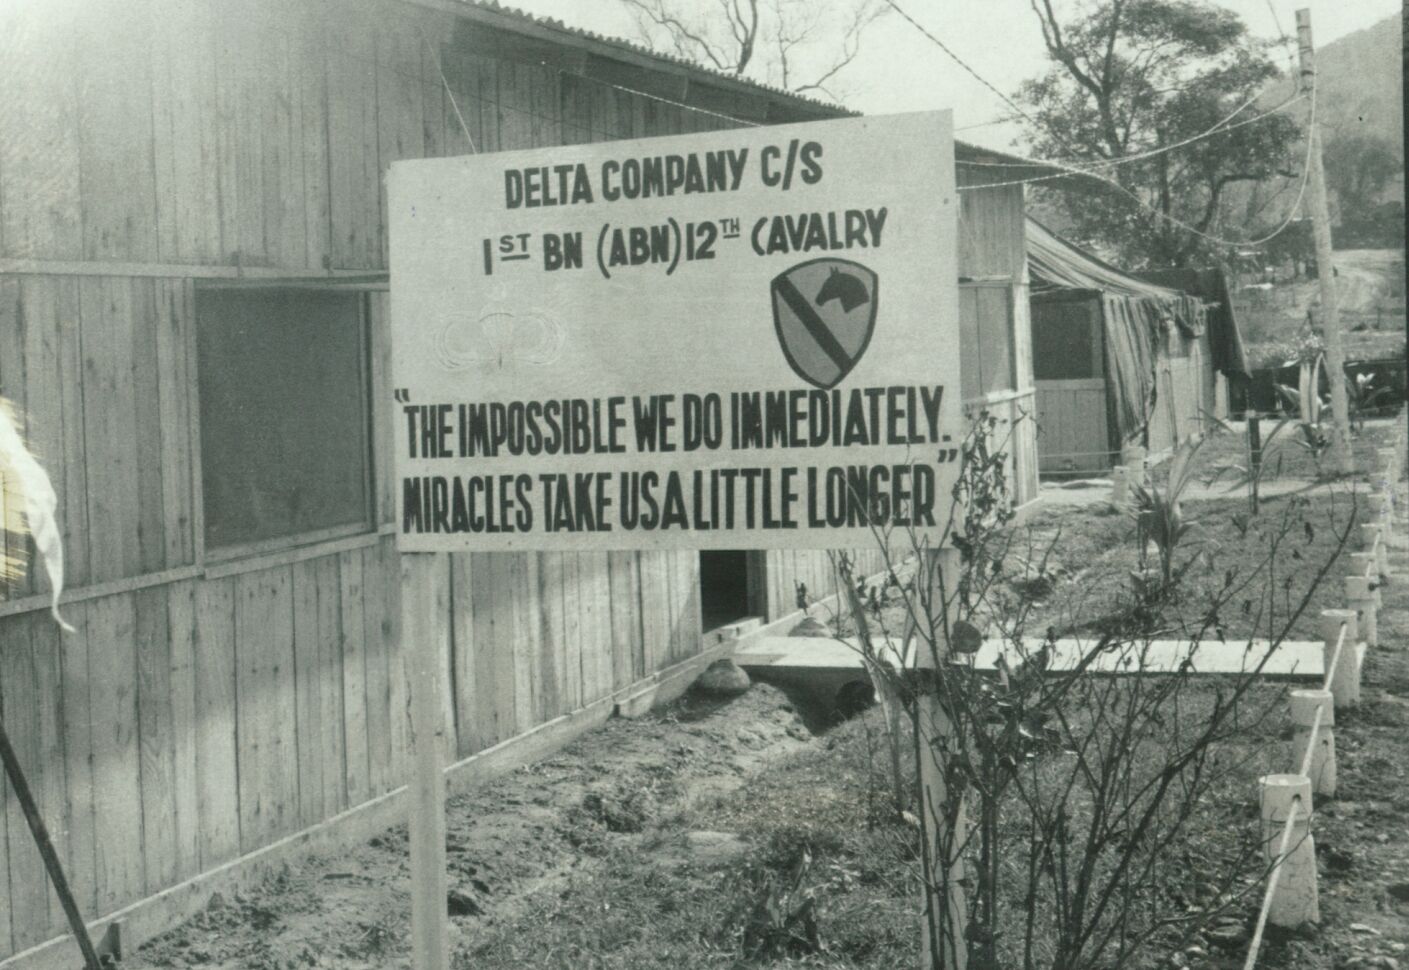 DELTA COMPANY C/S
1ST BN (ABN) 12TH CAVALRY
"THE IMPOSSIBLE WE DO IMMEDIATELY.
MIRACLES TAKE US A LITTLE LONGER"